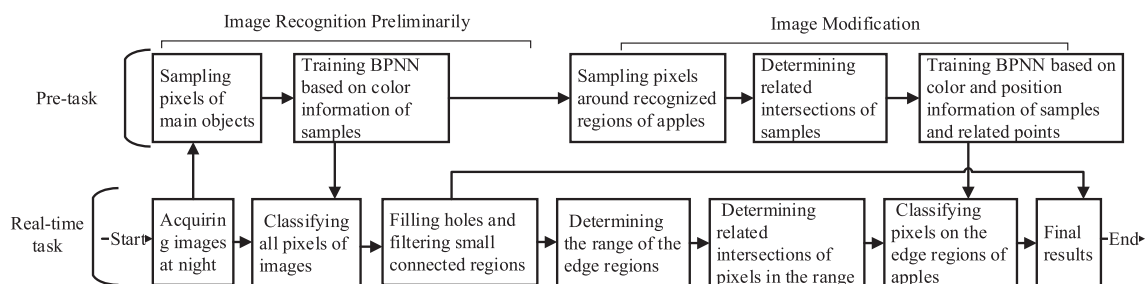 Image Recognition Preliminarily
Image Modification
Pre-task
Sampling
pixels of
main objects
Training BPNN
based on color
information of
samples
Sampling pixels
around recognized
regions of apples
Determining
related
intersections of
samples
Training BPNN based on
color and position
information of samples
and related points
Real-time
task
Start
Acquirin
g images
at night
Classifying
all pixels of
images
Filling holes and
filtering small
connected regions
Determining
the range of the
edge regions
Determining
related
intersections of
pixels in the range
Classifying
pixels on the
edge regions of
apples
Final
results
End